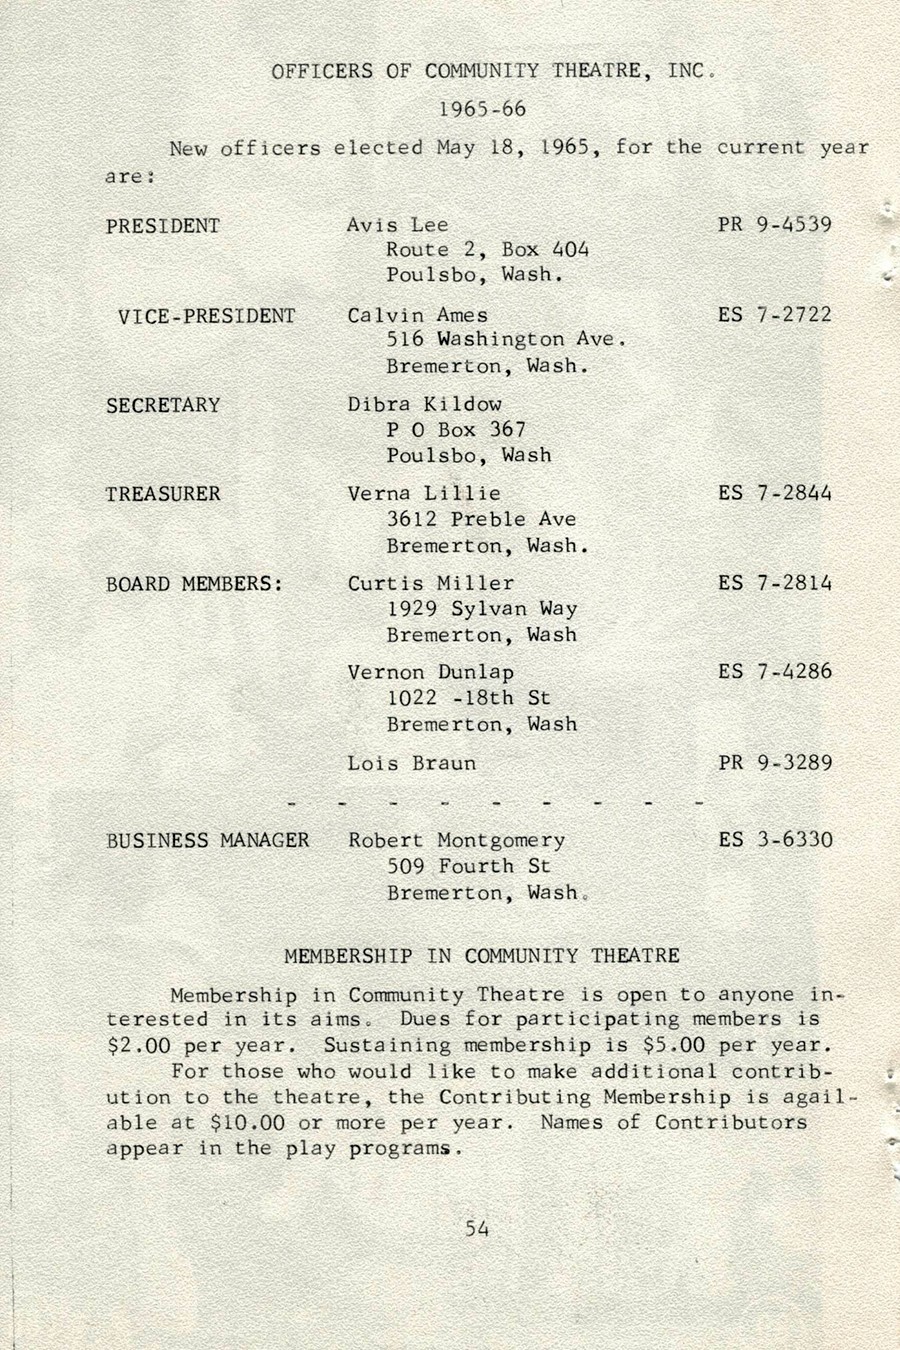 OFFICERS OF COMMUNITY THEATRE, INC.
1965-66
New officers elected May 18, 1965, for the current year
are:
PRESIDENT Avis Lee PR 9-4539
Route 2, Box 404
Poulsbo, Wash.
VICE-PRESIDENT Calvin Ames ES 7-2722
516 Washington Ave.
Bremerton, Wash.
SECRETARY Dibra Kildow
P O Box 367
Poulsbo, Wash
TREASURER Verna Lillie ES 7-2844
3612 Preble Ave
Bremerton, Wash.
BOARD MEMBERS: Curtis Miller ES 7-2814
1929 Sylvan Way
Bremerton, Wash
Vernon Dunlap ES 7-4286
1022 -18th St
Bremerton, Wash
Lois Braun PR 9-3289
- - - - - - - - -
BUSINESS MANAGER Robert Montgomery ES 3-6330
509 Fourth St
Bremerton, Wash.
MEMBERSHIP IN COMMUNITY THEATRE
Membership in Community Theatre is open to anyone in-
terested in its aims. Dues for participating members is
$2.00 per year. Sustaining membership is $5.00 per year.
For those who would like to make additional contrib-
ution to the theatre, the Contributing Membership is agail-
able at $10.00 or more per year. Names of Contributors
appear in the play programs.
54